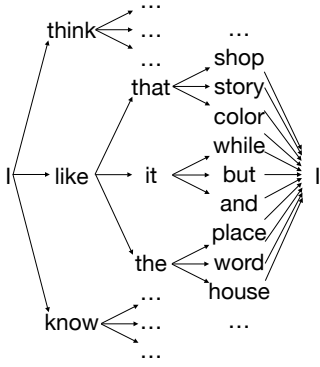 ...
think
...
...
...
shop
that
story
color
while
I
like
it
but
I
and
place
the
word
house
...
know
...
...
...